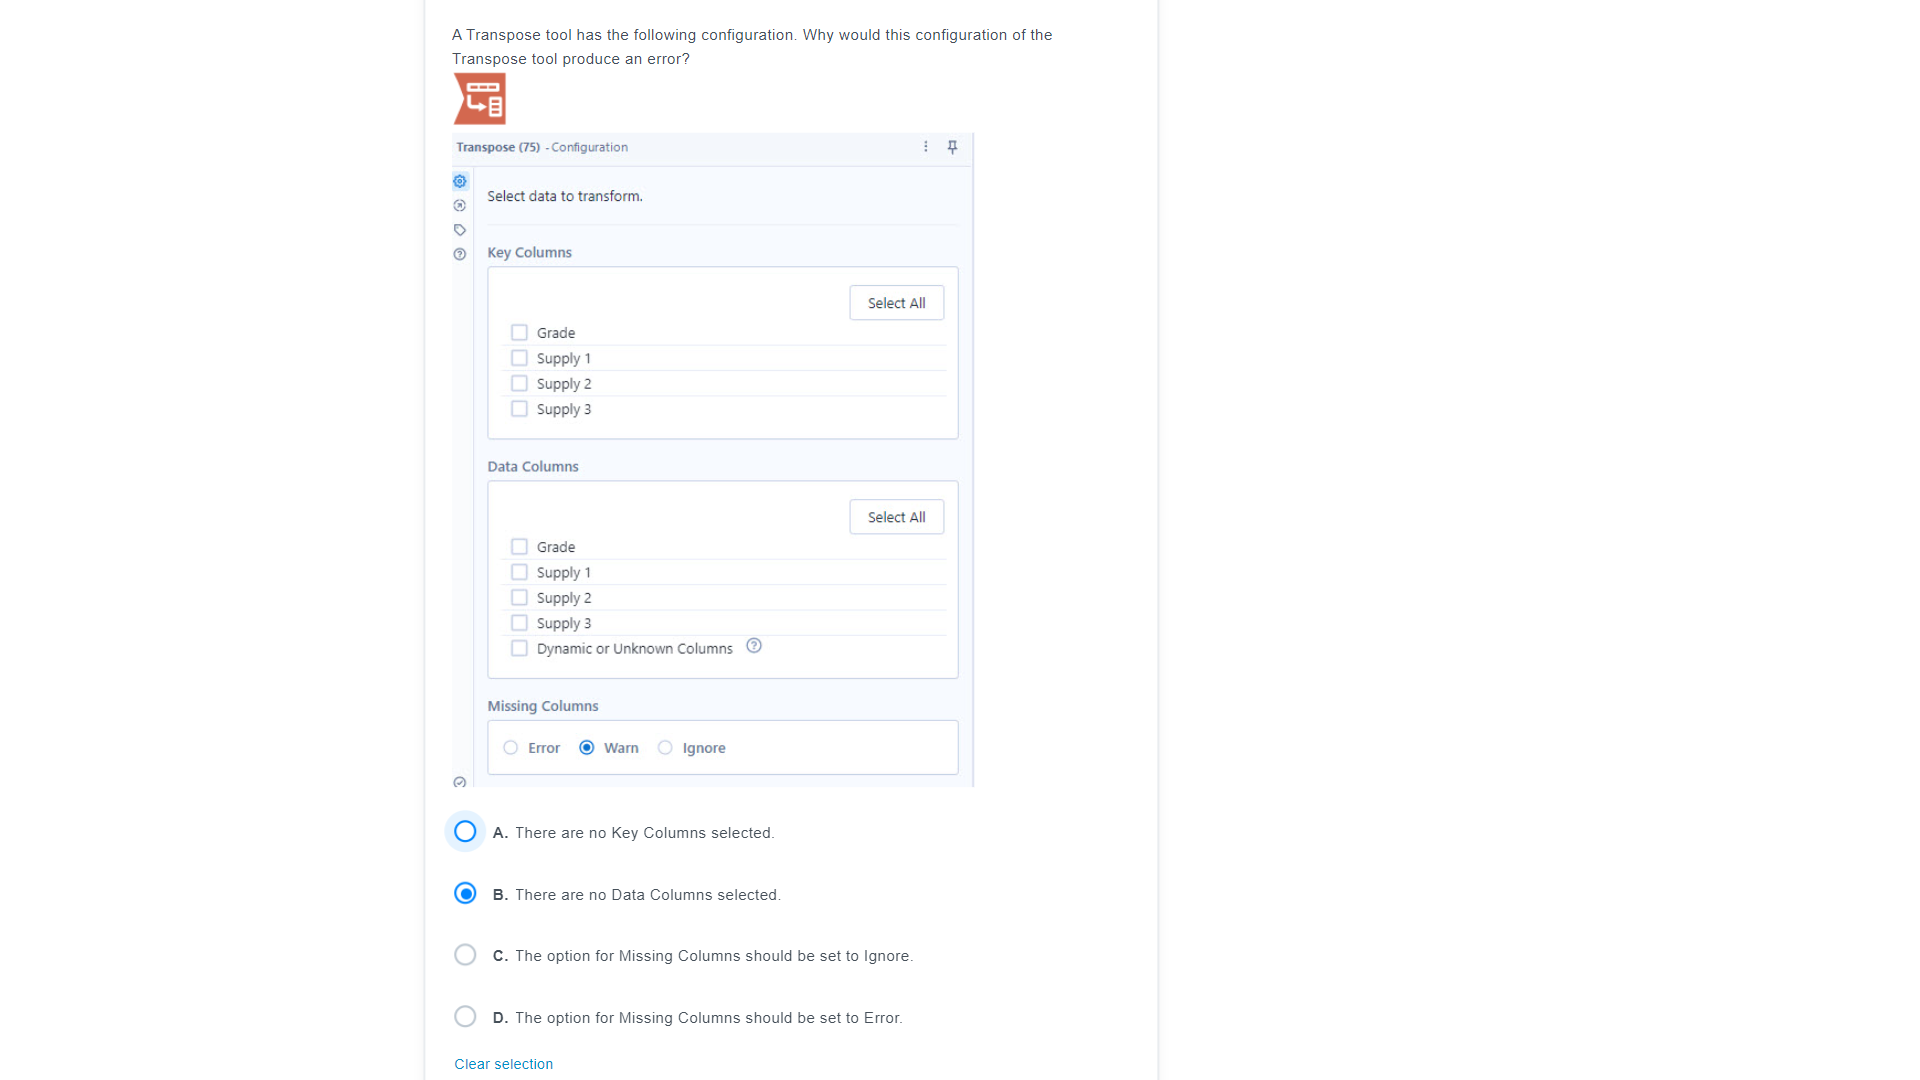 A Transpose tool has the following configuration. Why would this configuration of the
Transpose tool produce an error?
Transpose (75) - Configuration
Select data to transform.
Key Columns
Select All
Grade
Supply 1
Supply 2
Supply 3
Data Columns
Select All
Grade
Supply 1
Supply 2
Supply 3
Dynamic or Unknown Columns
Missing Columns
Error Warn Ignore
A. There are no Key Columns selected.
B. There are no Data Columns selected.
C. The option for Missing Columns should be set to Ignore.
D. The option for Missing Columns should be set to Error.
Clear selection